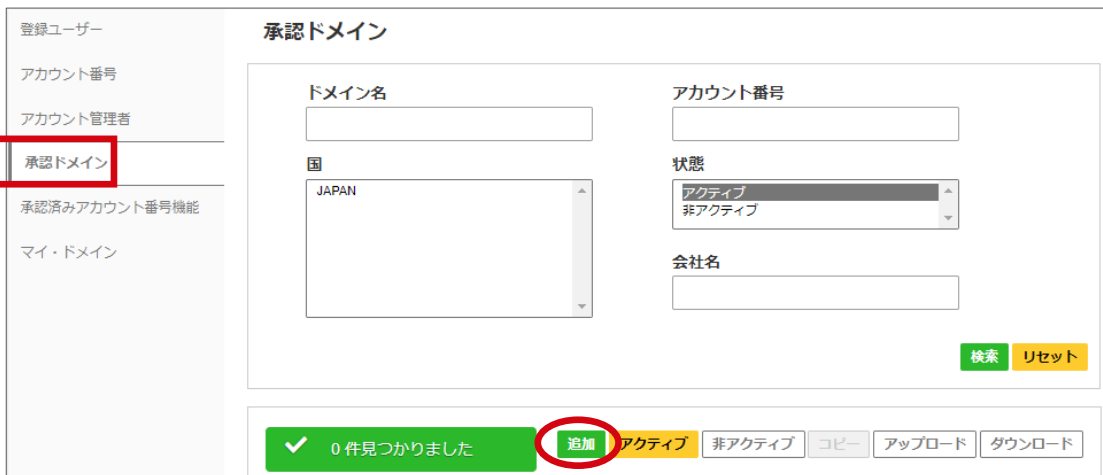 登録ユーザー
アカウント番号
アカウント管理者
承認ドメイン
承認済みアカウント番号機能
マイ・ドメイン
承認ドメイン
ドメイン名
アカウント番号
国
JAPAN
状態
アクティブ
非アクティブ
会社名
検索 リセット
0 件見つかりました 追加 アクティブ 非アクティブ コピー アップロード ダウンロード